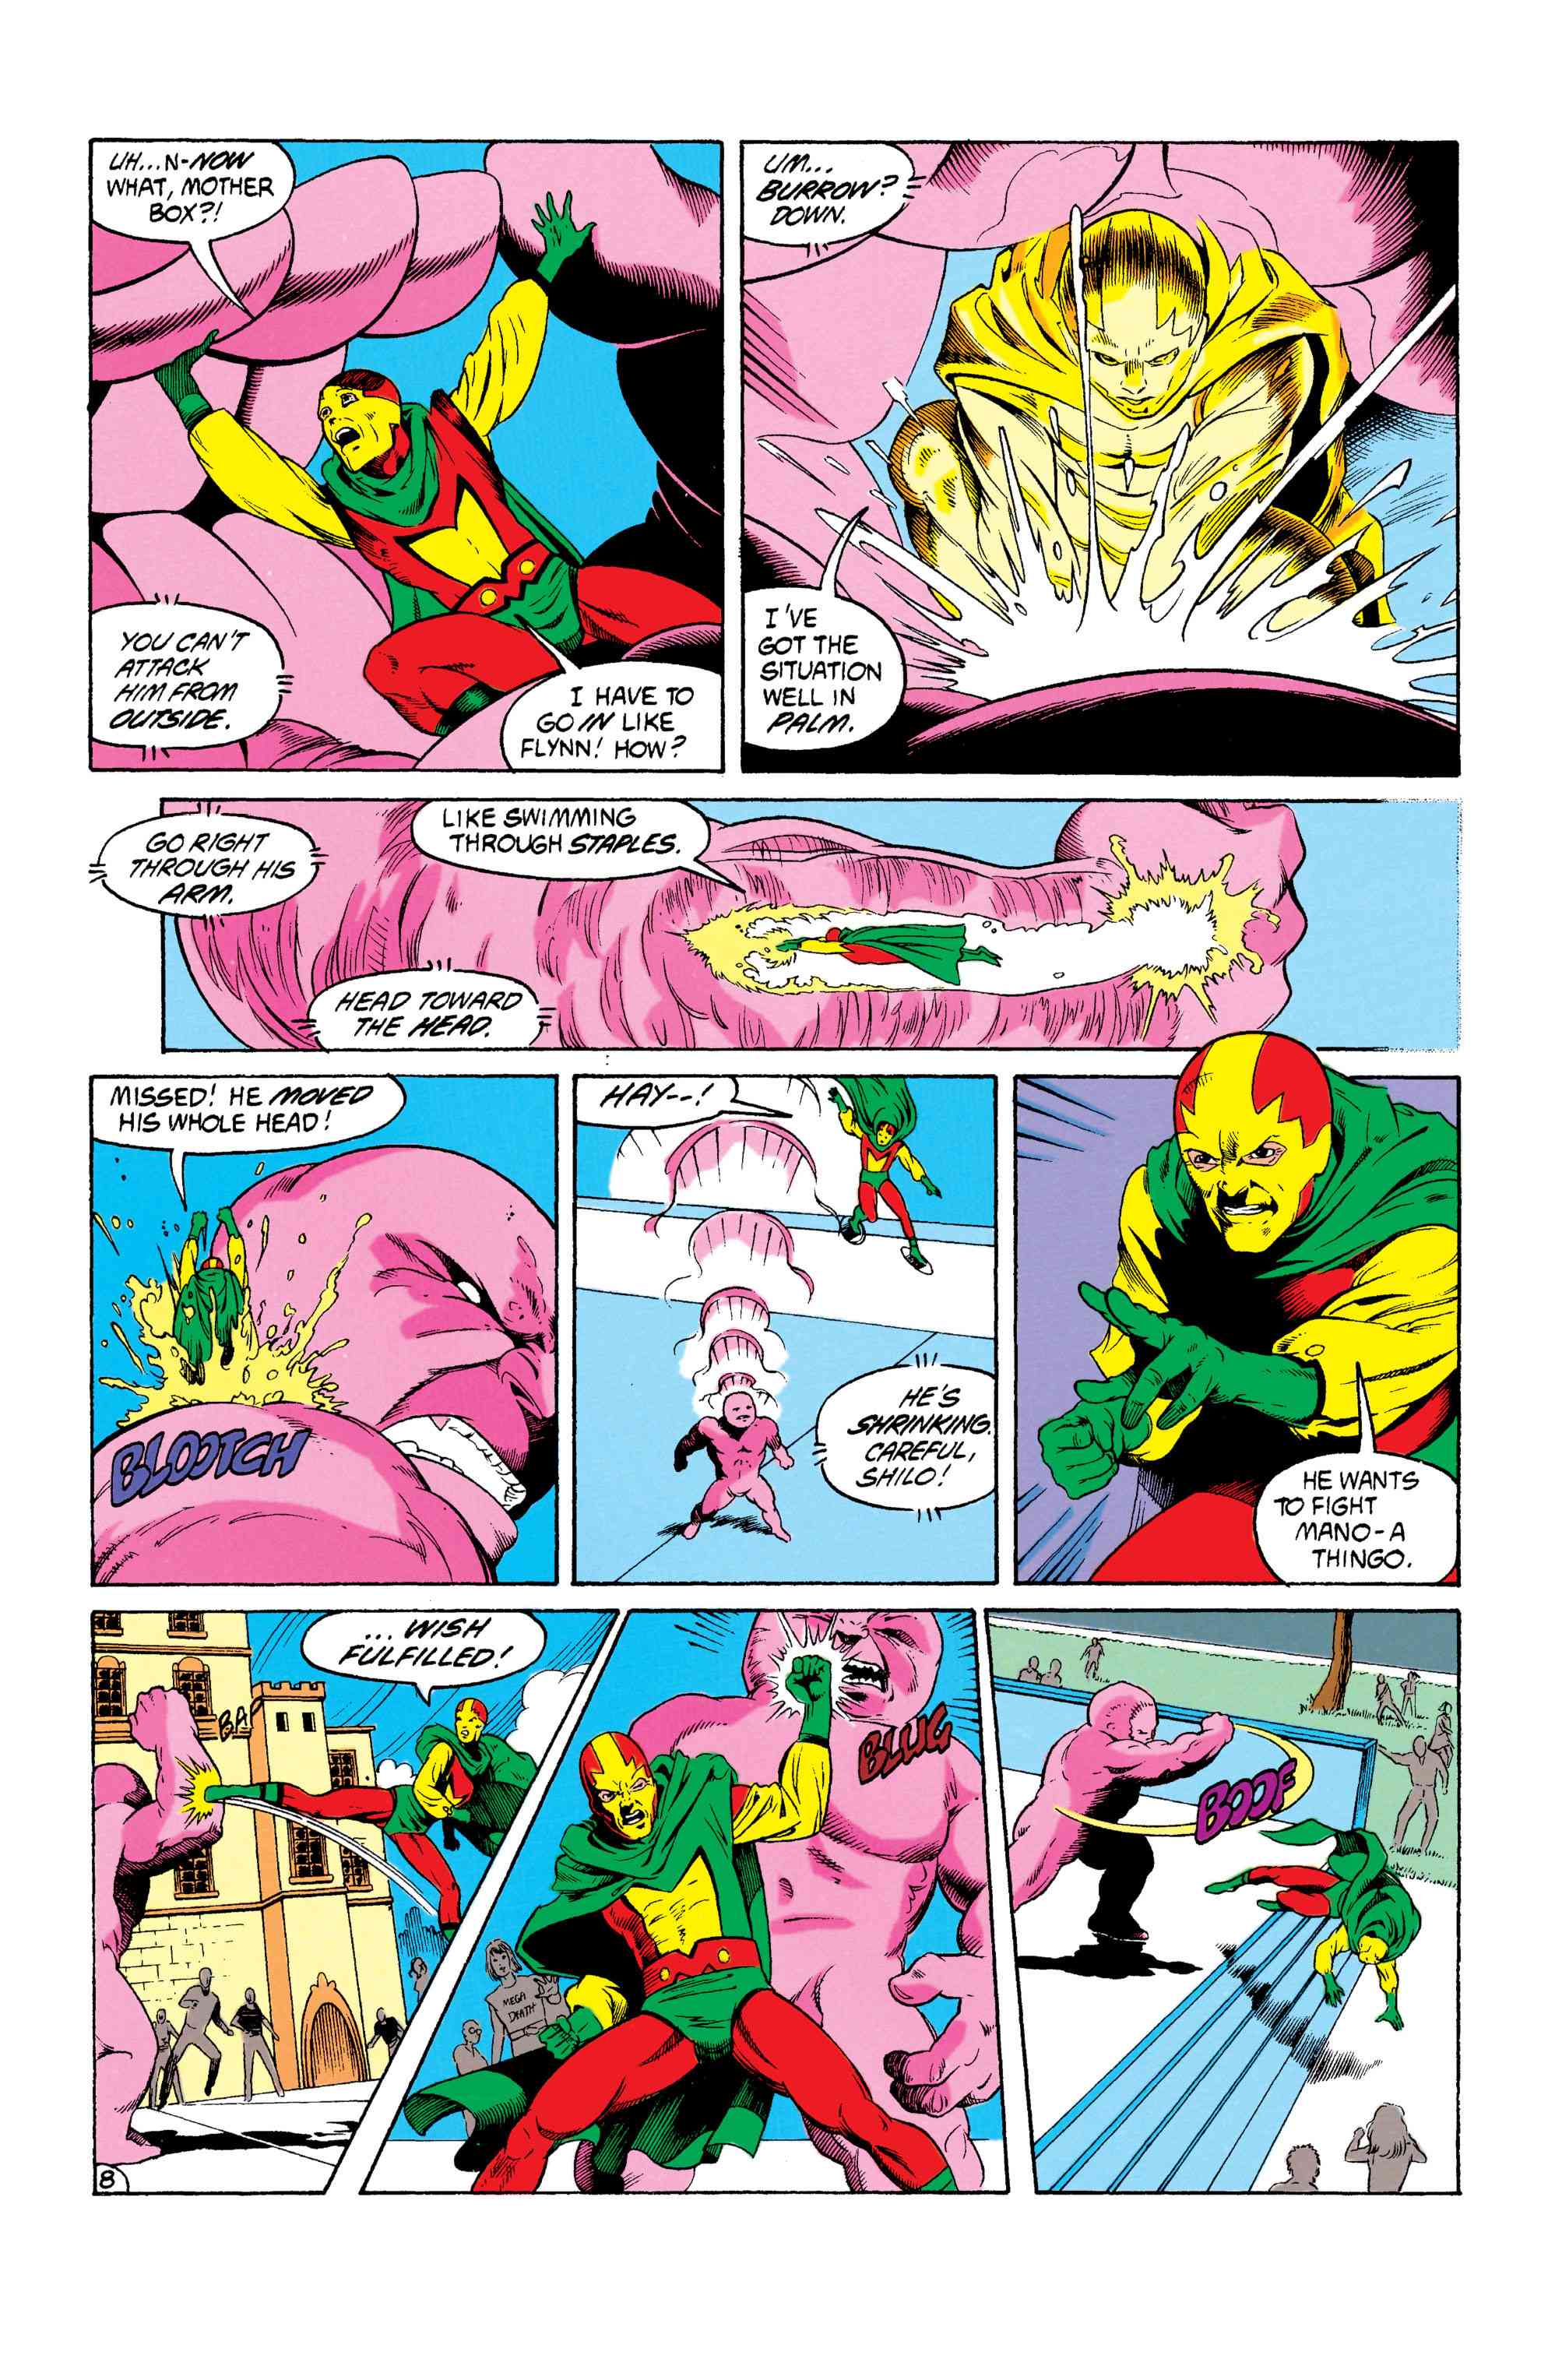 UH...N-NOW
WHAT, MOTHER
BOX?!
YOU CAN'T
ATTACK
HIM FROM
OUTSIDE.
I HAVE TO
GO IN LIKE
FLYNN! HOW?
UM...
BURROW?
DOWN.
I'VE
GOT THE
SITUATION
WELL IN
PALM.
GO RIGHT
THROUGH HIS
ARM.
LIKE SWIMMING
THROUGH STAPLES.
HEAD TOWARD
THE HEAD.
MISSED! HE MOVED
HIS WHOLE HEAD!
BLOOTCH
HAY--!
HE'S
SHRINKING.
CAREFUL,
SHILO!
HE WANTS
TO FIGHT
MANO-A
THINGO.
...WISH
FULFILLED!
BA
BLUG
MEGA
DEATH
BOOF
8